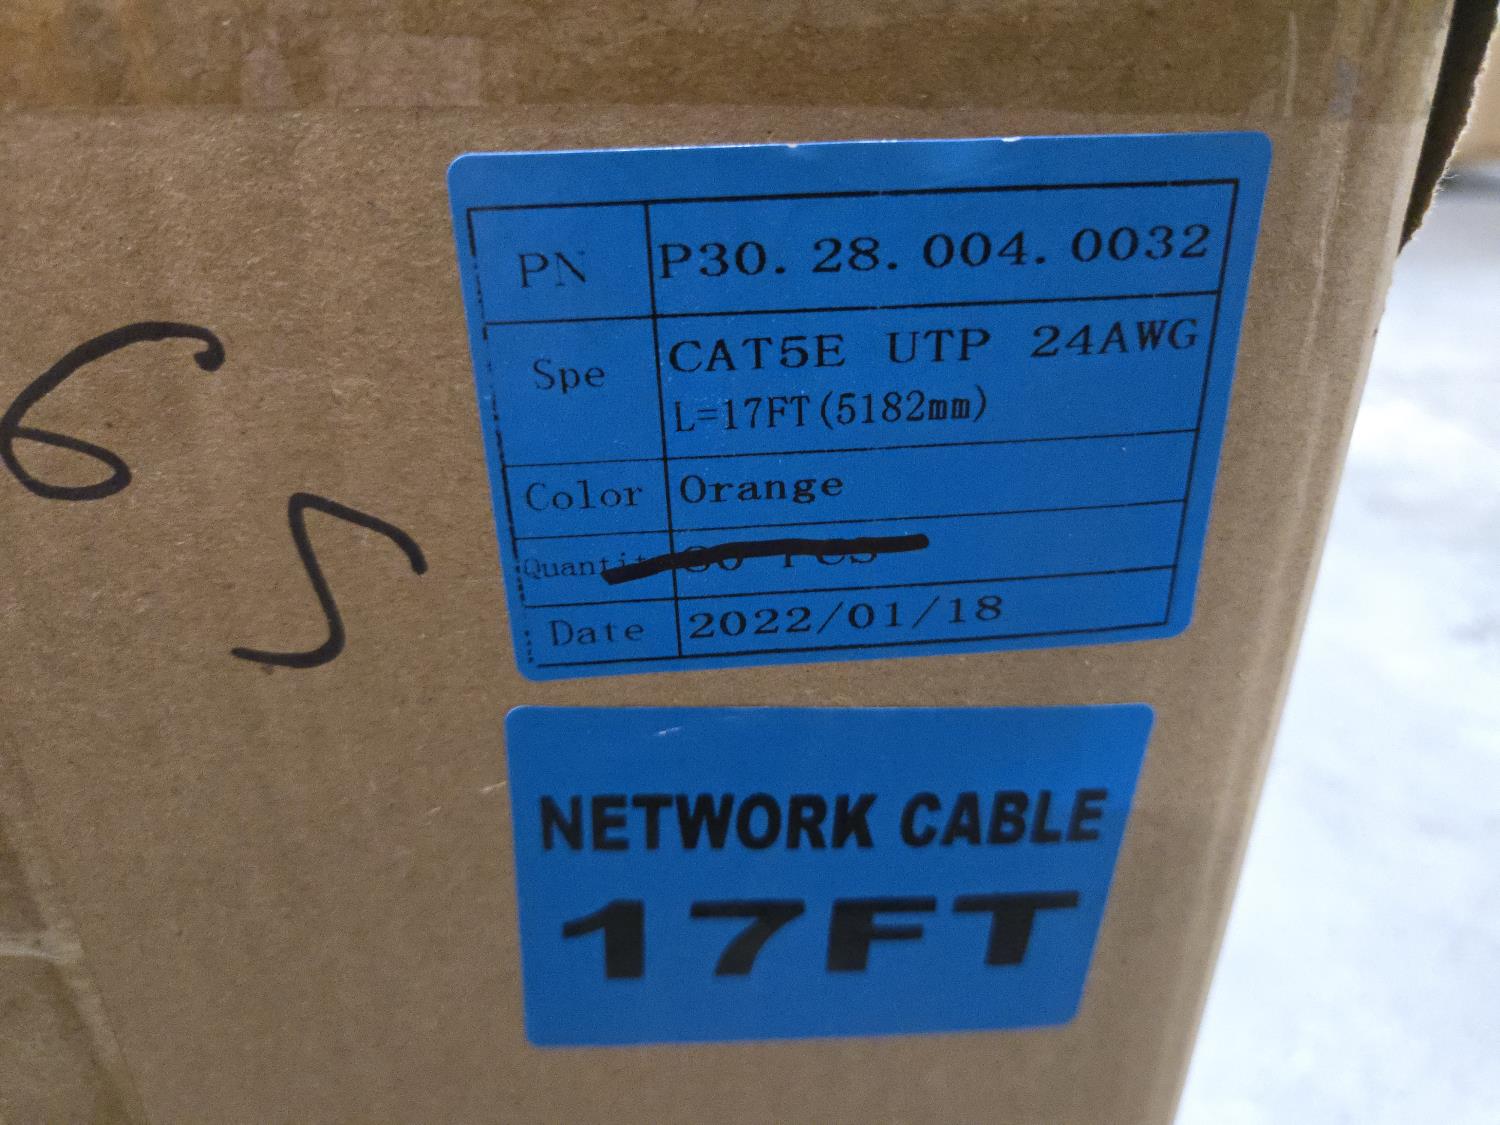 PN P30.28.004.0032
Spe CAT5E UTP 24AWG
L=17FT(5182mm)
Color Orange
PCS
Date 2022/01/18
NETWORK CABLE
17FT
65